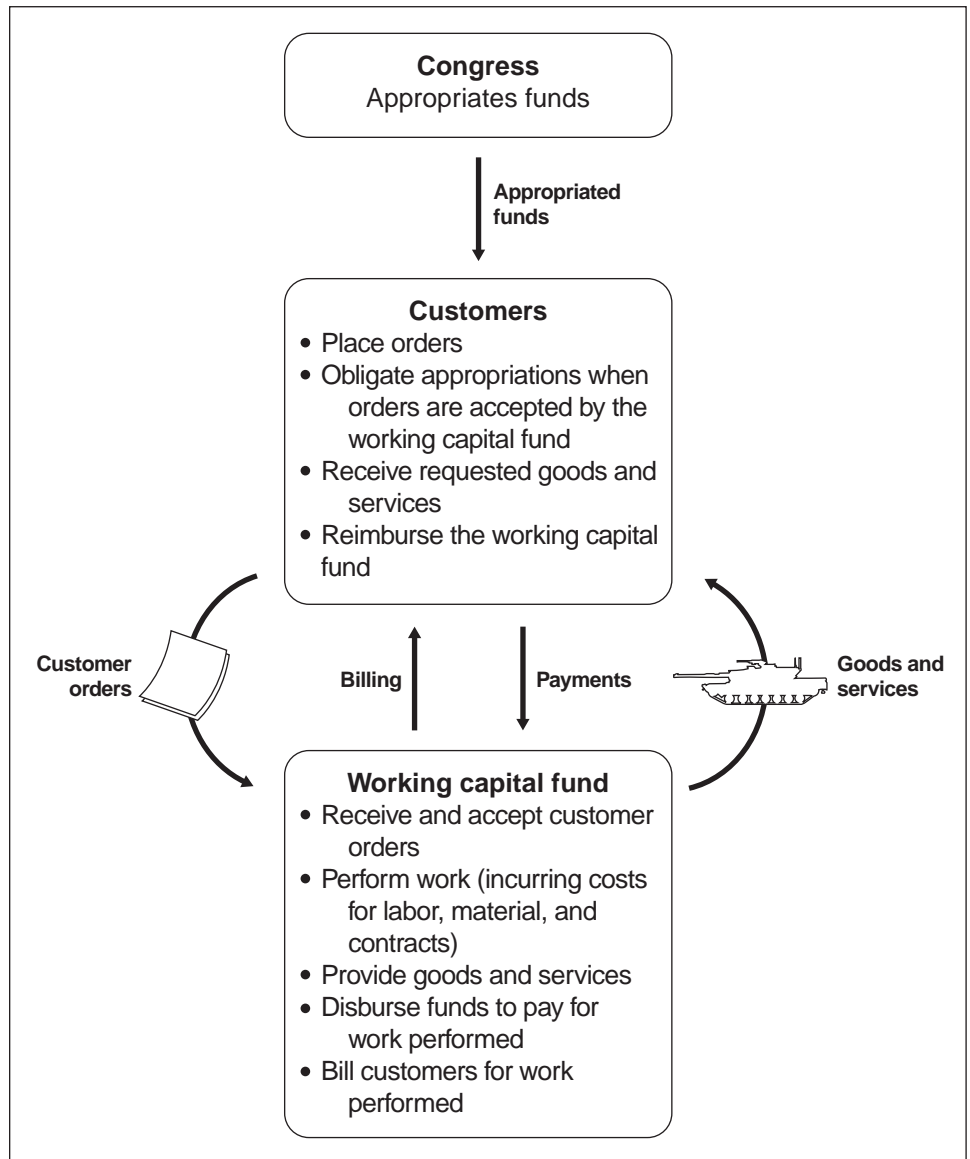 Congress
Appropriates funds
Appropriated
funds
Customers
• Place orders
• Obligate appropriations when
orders are accepted by the
working capital fund
• Receive requested goods and
services
• Reimburse the working capital
fund
Customer
orders
Billing
Payments
Goods and
services
Working capital fund
• Receive and accept customer
orders
• Perform work (incurring costs
for labor, material, and
contracts)
• Provide goods and services
• Disburse funds to pay for
work performed
• Bill customers for work
performed